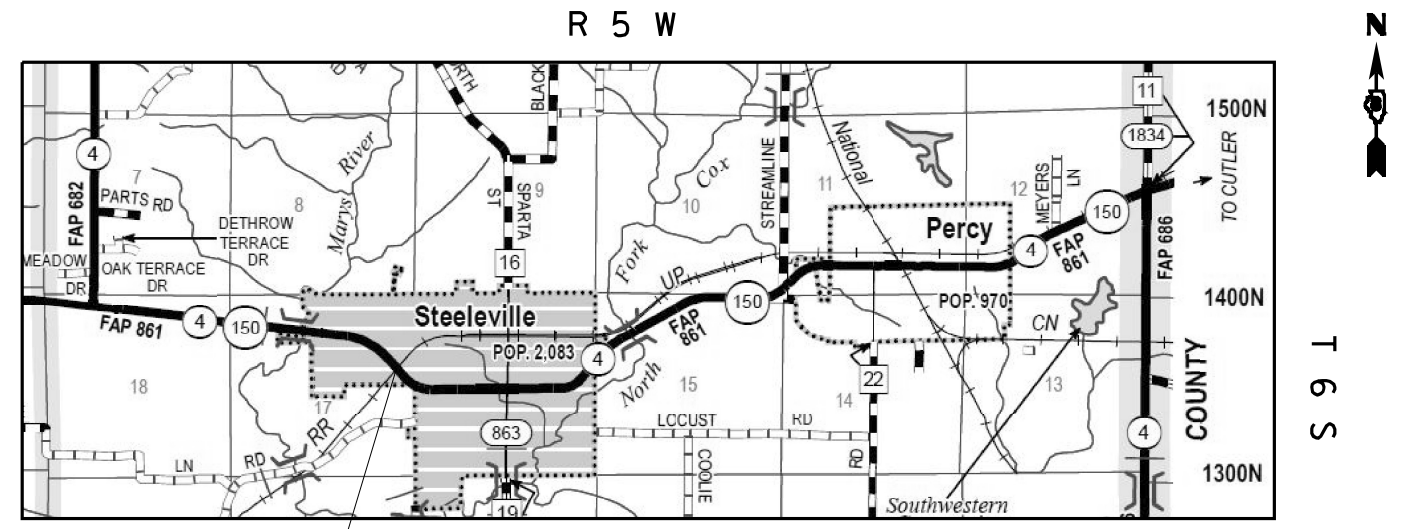 R 5 W
N
11
1500N
1834
TO CUTLER
BLACK
4
FAP 682
7
PARTS RD
8
River
Marys
DETHROW
TERRACE
DR
MEADOW
DR
OAK TERRACE
DR
ST
SPARTA
9
16
10
Cox
Fork
UP
STREAMLINE
National
11
12
MEYERS
LN
150
Percy
4
FAP
861
FAP 686
POP. 970
1400N
FAP 861
4
150
Steeleville
POP. 2,083
4
FAP
861
150
North
CN
COUNTY
T 6 S
18
17
RR
15
14
22
13
863
LOCUST RD
RD
COOLIE
LN
RD
4
1300N
19
Southwestern